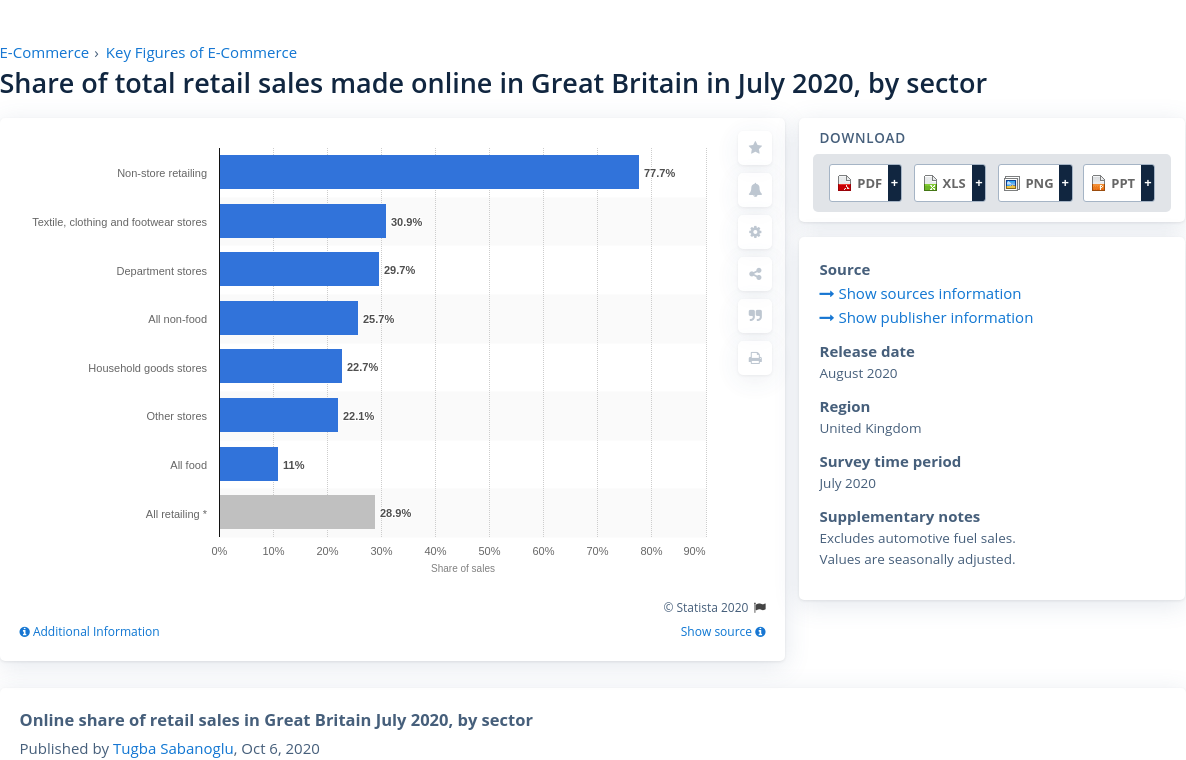 E-Commerce › Key Figures of E-Commerce
Share of total retail sales made online in Great Britain in July 2020, by sector
Non-store retailing 77.7%
Textile, clothing and footwear stores 30.9%
Department stores 29.7%
All non-food 25.7%
Household goods stores 22.7%
Other stores 22.1%
All food 11%
All retailing * 28.9%
0% 10% 20% 30% 40% 50% 60% 70% 80% 90%
Share of sales
© Statista 2020
Additional Information
Show source
DOWNLOAD
PDF + XLS + PNG + PPT +
Source
Show sources information
Show publisher information
Release date
August 2020
Region
United Kingdom
Survey time period
July 2020
Supplementary notes
Excludes automotive fuel sales.
Values are seasonally adjusted.
Online share of retail sales in Great Britain July 2020, by sector
Published by Tugba Sabanoglu, Oct 6, 2020